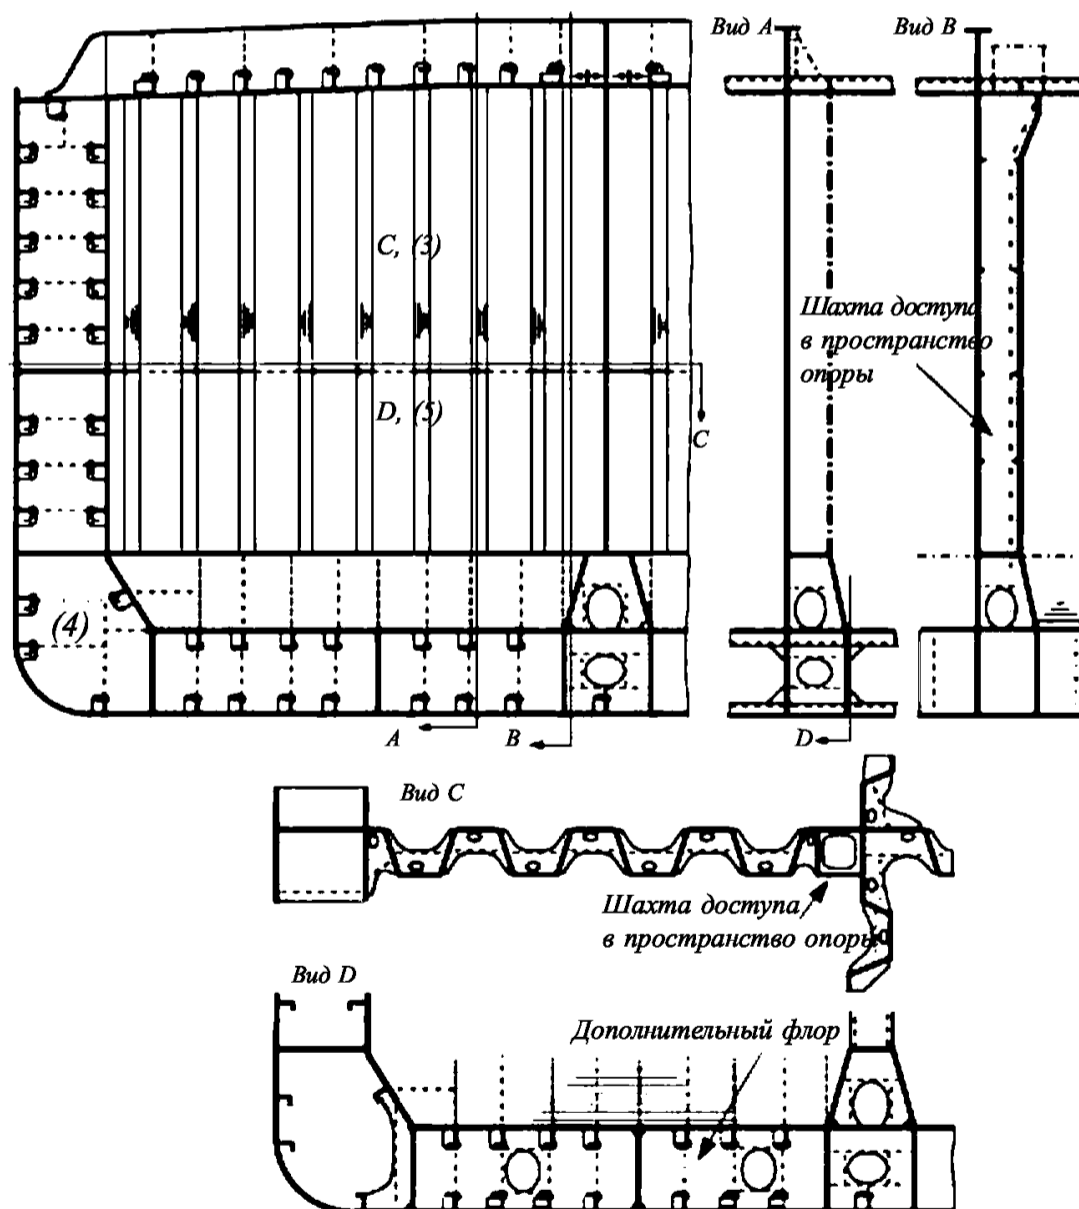 Вид A
Вид B
C, (3)
Шахта доступа
в пространство
опоры
D, (5)
C
(4)
A
B
D
Вид C
Шахта доступа
в пространство опоры
Вид D
Дополнительный флор